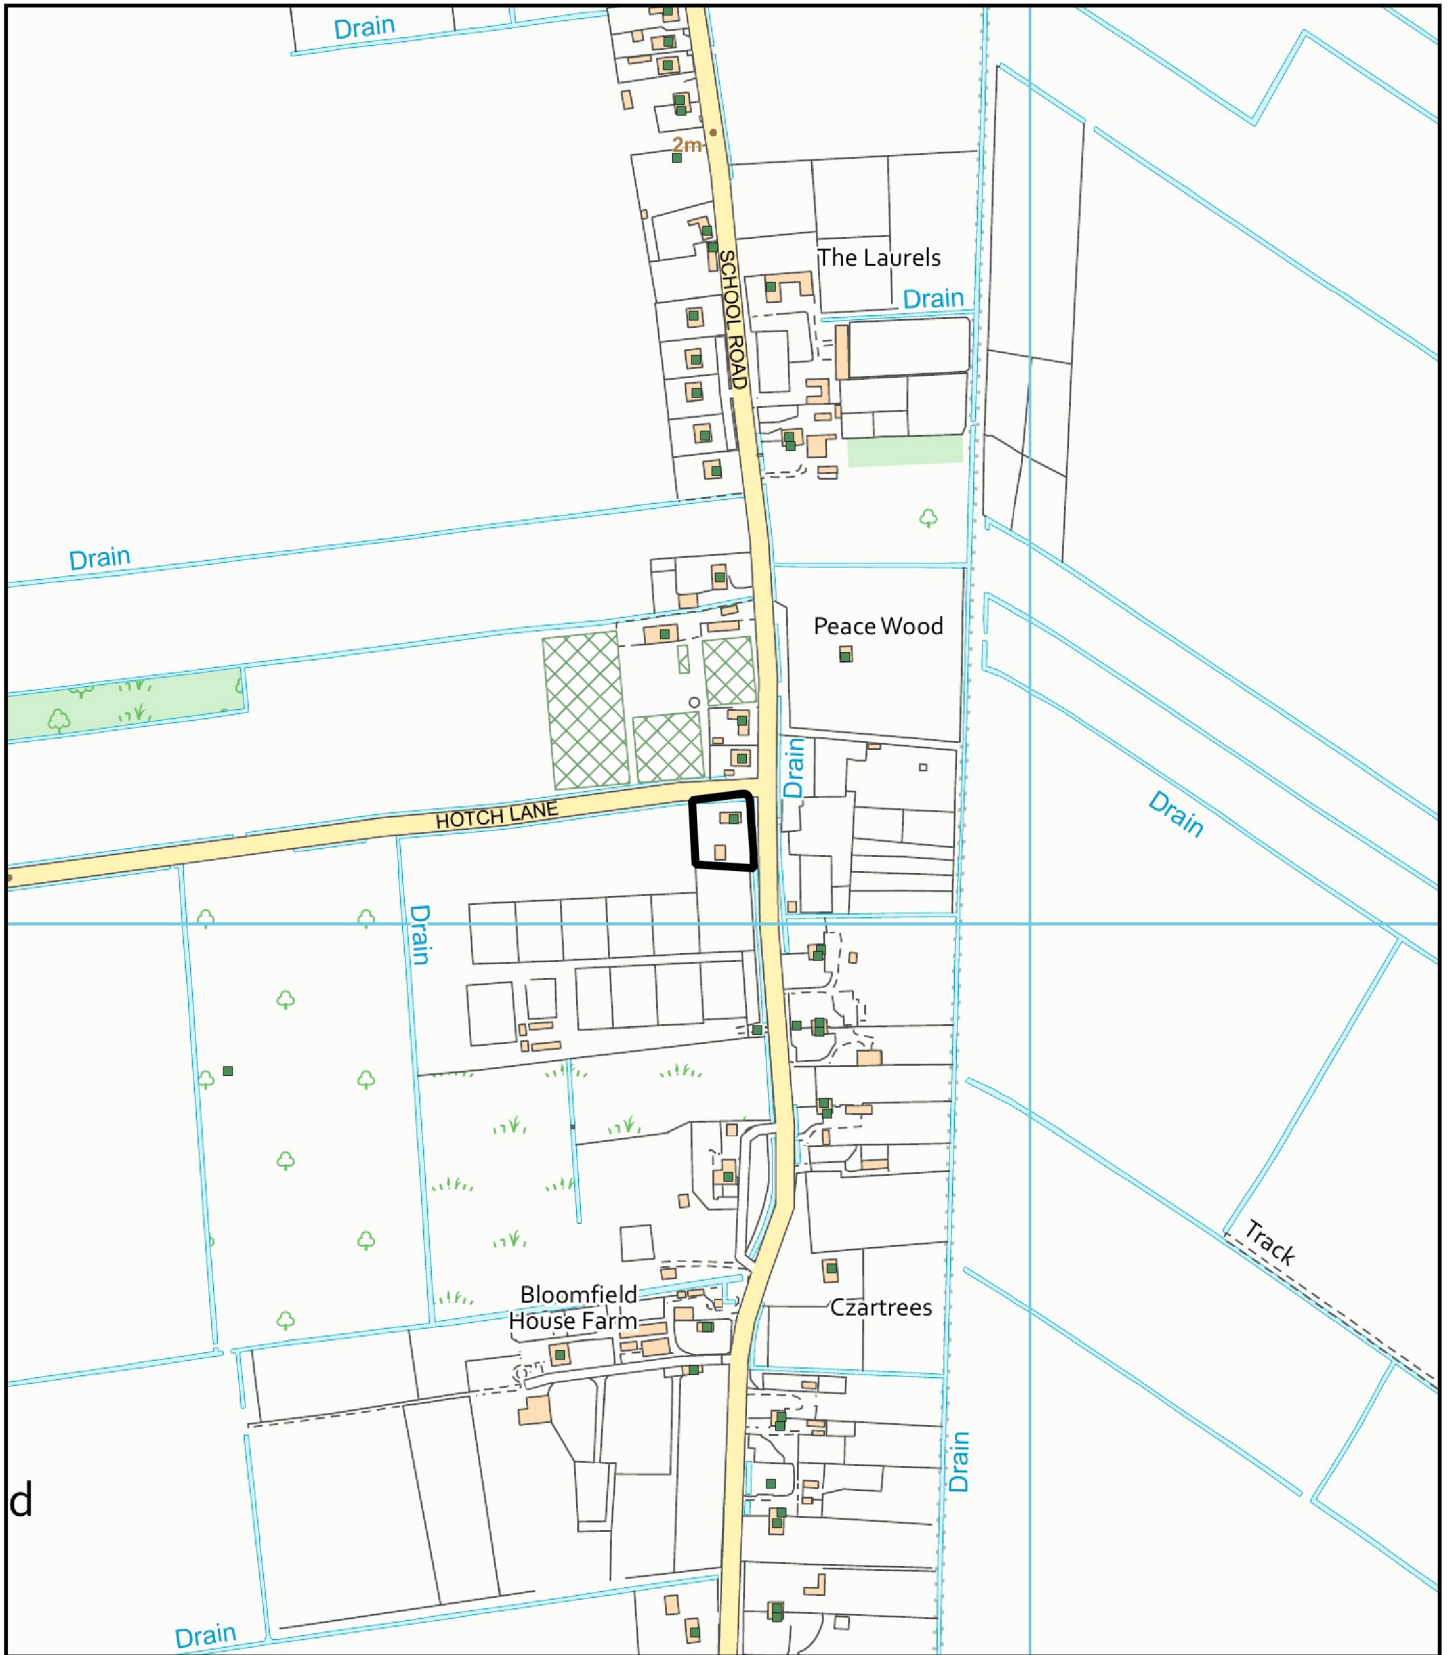 Drain
2m
SCHOOL ROAD
The Laurels
Drain
Drain
Peace Wood
Drain
Drain
HOTCH LANE
Drain
Track
Bloomfield
House Farm
Czartrees
Drain
d
Drain